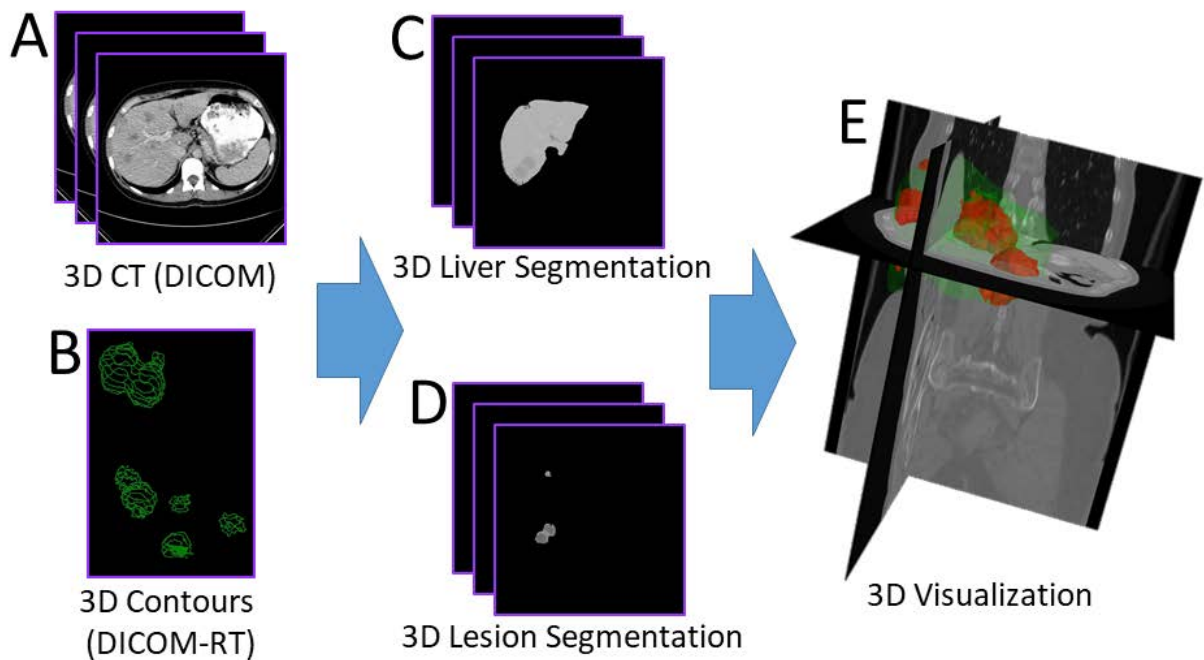 A
3D CT (DICOM)
B
3D Contours
(DICOM-RT)
C
3D Liver Segmentation
D
3D Lesion Segmentation
E
3D Visualization